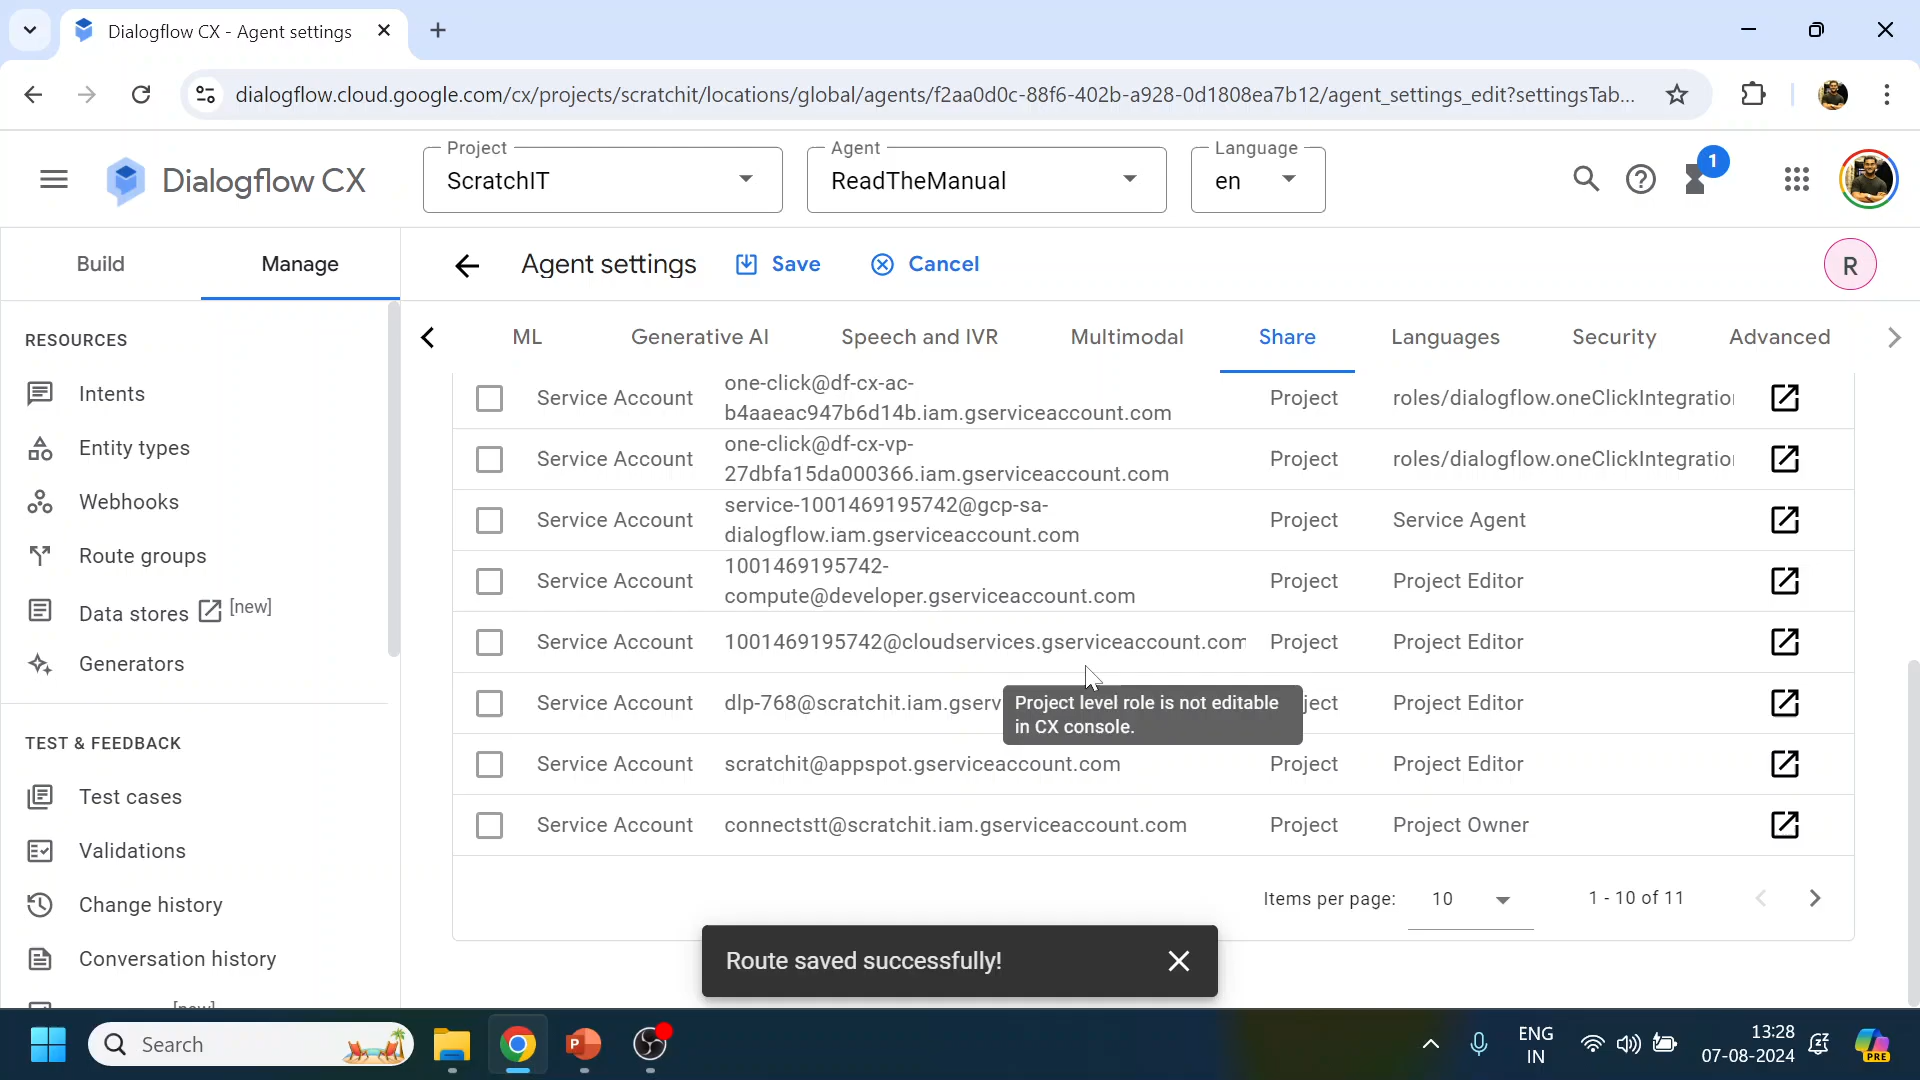 Dialogflow CX - Agent settings
dialogflow.cloud.google.com/cx/projects/scratchit/locations/global/agents/f2aa0d0c-88f6-402b-a928-0d1808ea7b12/agent_settings_edit?settingsTab...
Dialogflow CX
Project
ScratchIT
Agent
ReadTheManual
Language
en
1
Build
Manage
Agent settings
Save
Cancel
R
ML
Generative AI
Speech and IVR
Multimodal
Share
Languages
Security
Advanced
RESOURCES
Intents
Entity types
Webhooks
Route groups
Data stores [new]
Generators
TEST & FEEDBACK
Test cases
Validations
Change history
Conversation history
Service Account
one-click@df-cx-ac-
b4aaeac947b6d14b.iam.gserviceaccount.com
Project
roles/dialogflow.oneClickIntegratio
Service Account
one-click@df-cx-vp-
27dbfa15da000366.iam.gserviceaccount.com
Project
roles/dialogflow.oneClickIntegratio
Service Account
service-1001469195742@gcp-sa-
dialogflow.iam.gserviceaccount.com
Project
Service Agent
Service Account
1001469195742-
compute@developer.gserviceaccount.com
Project
Project Editor
Service Account
1001469195742@cloudservices.gserviceaccount.com
Project
Project Editor
Service Account
dlp-768@scratchit.iam.gserv
ject
Project Editor
Project level role is not editable
in CX console.
Service Account
scratchit@appspot.gserviceaccount.com
Project
Project Editor
Service Account
connectstt@scratchit.iam.gserviceaccount.com
Project
Project Owner
Items per page:
10
1 - 10 of 11
Route saved successfully!
Search
ENG
IN
13:28
07-08-2024
PRE